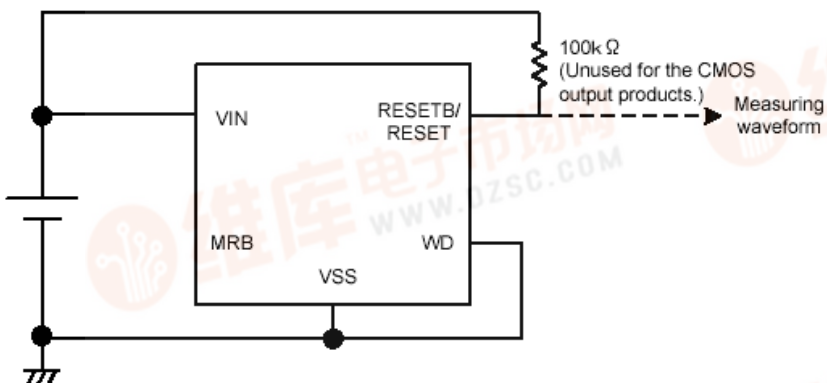 100k Ω
(Unused for the CMOS
output products.)
VIN
RESETB/
RESET
Measuring
waveform
MRB
WD
VSS
维库电子市场网
TM
WWW.DZSC.COM